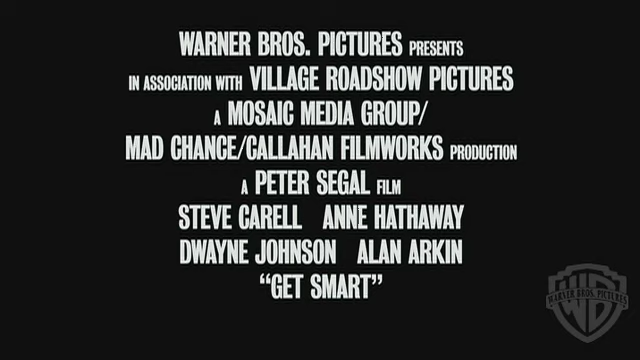 WARNER BROS. PICTURES PRESENTS
IN ASSOCIATION WITH VILLAGE ROADSHOW PICTURES
A MOSAIC MEDIA GROUP/
MAD CHANCE/CALLAHAN FILMWORKS PRODUCTION
A PETER SEGAL FILM
STEVE CARELL ANNE HATHAWAY
DWAYNE JOHNSON ALAN ARKIN
“GET SMART”
WB
WARNER BROS. PICTURES